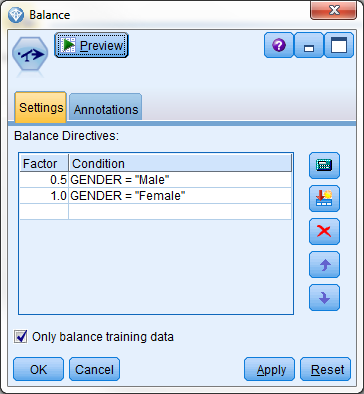 Balance
Preview
?
Settings Annotations
Balance Directives:
Factor Condition
0.5 GENDER = "Male"
1.0 GENDER = "Female"
Only balance training data
OK Cancel Apply Reset